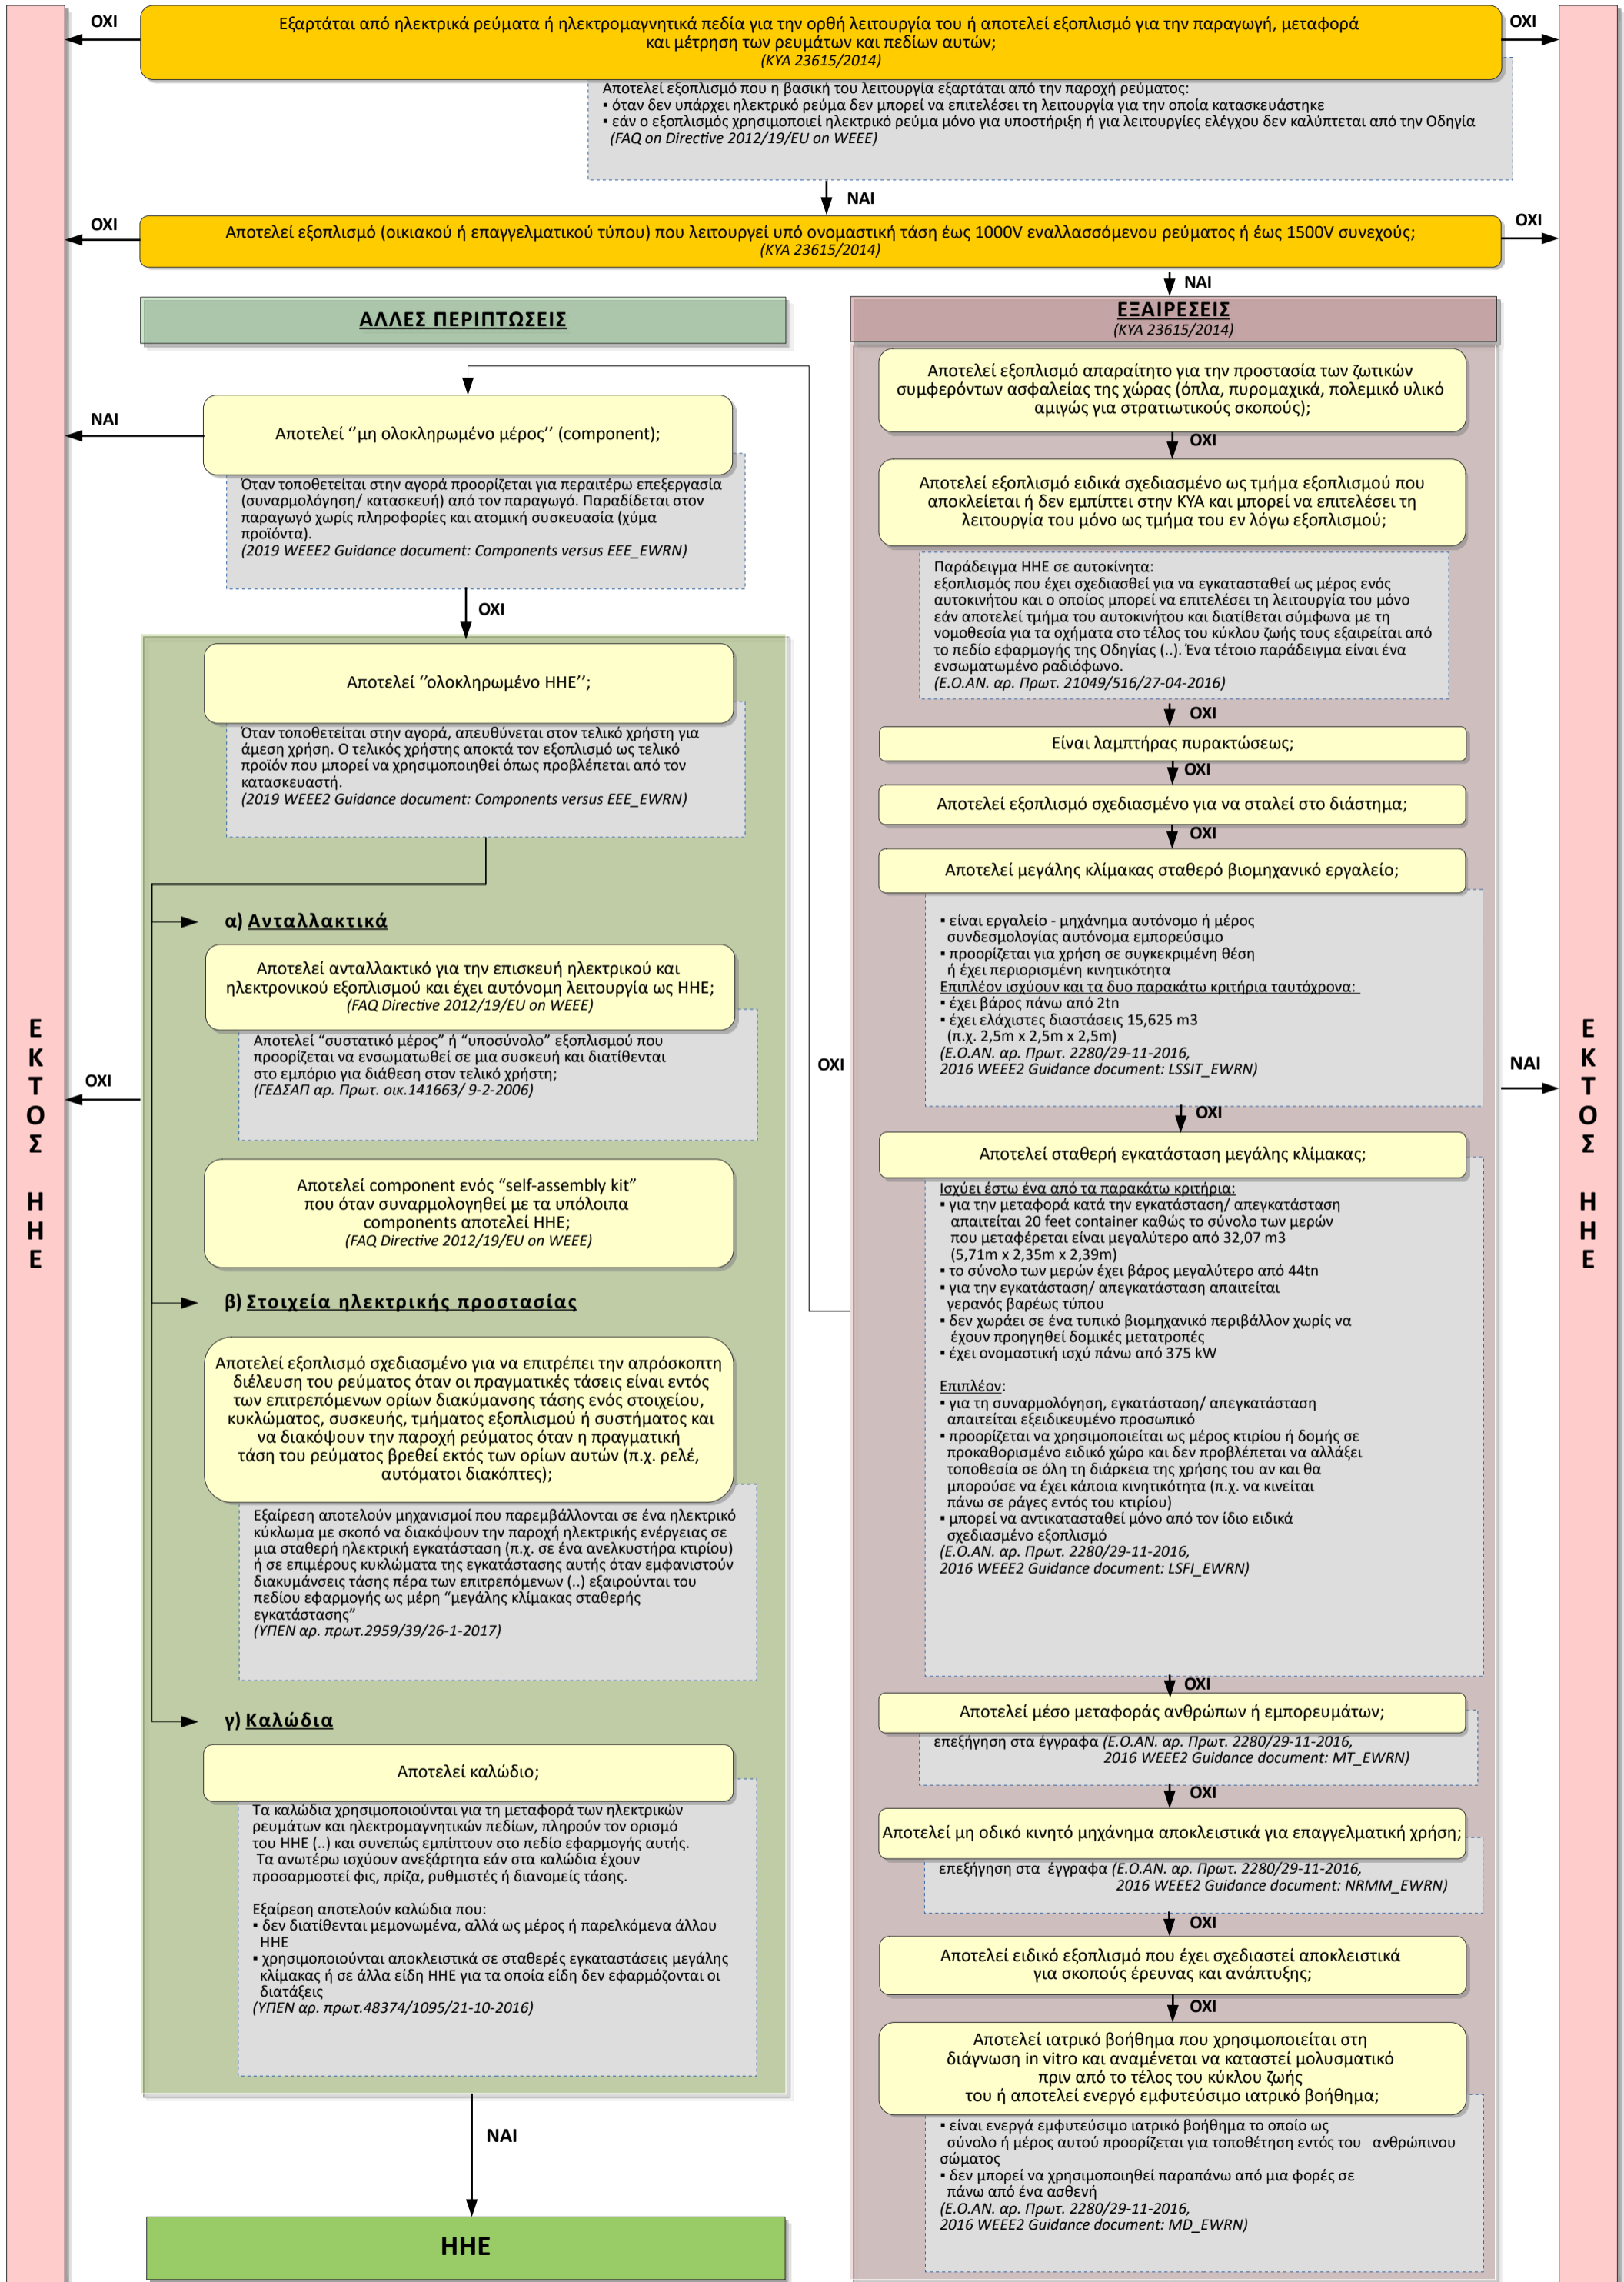 ΟΧΙ
Εξαρτάται από ηλεκτρικά ρεύματα ή ηλεκτρομαγνητικά πεδία για την ορθή λειτουργία του ή αποτελεί εξοπλισμό για την παραγωγή, μεταφορά
και μέτρηση των ρευμάτων και πεδίων αυτών;
(ΚΥΑ 23615/2014)
ΟΧΙ
Αποτελεί εξοπλισμό που η βασική του λειτουργία εξαρτάται από την παροχή ρεύματος:
▪ όταν δεν υπάρχει ηλεκτρικό ρεύμα δεν μπορεί να επιτελέσει τη λειτουργία για την οποία κατασκευάστηκε
▪ εάν ο εξοπλισμός χρησιμοποιεί ηλεκτρικό ρεύμα μόνο για υποστήριξη ή για λειτουργίες ελέγχου δεν καλύπτεται από την Οδηγία
(FAQ on Directive 2012/19/EU on WEEE)
ΝΑΙ
ΟΧΙ
Αποτελεί εξοπλισμό (οικιακού ή επαγγελματικού τύπου) που λειτουργεί υπό ονομαστική τάση έως 1000V εναλλασσόμενου ρεύματος ή έως 1500V συνεχούς;
(ΚΥΑ 23615/2014)
ΟΧΙ
ΝΑΙ
ΑΛΛΕΣ ΠΕΡΙΠΤΩΣΕΙΣ
ΝΑΙ
Αποτελεί ‘’μη ολοκληρωμένο μέρος’’ (component);
Όταν τοποθετείται στην αγορά προορίζεται για περαιτέρω επεξεργασία
(συναρμολόγηση/ κατασκευή) από τον παραγωγό. Παραδίδεται στον
παραγωγό χωρίς πληροφορίες και ατομική συσκευασία (χύμα
προϊόντα).
(2019 WEEE2 Guidance document: Components versus EEE_EWRN)
ΟΧΙ
Αποτελεί ‘’ολοκληρωμένο ΗΗΕ’’;
Όταν τοποθετείται στην αγορά, απευθύνεται στον τελικό χρήστη για
άμεση χρήση. Ο τελικός χρήστης αποκτά τον εξοπλισμό ως τελικό
προϊόν που μπορεί να χρησιμοποιηθεί όπως προβλέπεται από τον
κατασκευαστή.
(2019 WEEE2 Guidance document: Components versus EEE_EWRN)
α) Ανταλλακτικά
Αποτελεί ανταλλακτικό για την επισκευή ηλεκτρικού και
ηλεκτρονικού εξοπλισμού και έχει αυτόνομη λειτουργία ως ΗΗΕ;
(FAQ Directive 2012/19/EU on WEEE)
Αποτελεί “συστατικό μέρος” ή “υποσύνολο” εξοπλισμού που
προορίζεται να ενσωματωθεί σε μια συσκευή και διατίθενται
στο εμπόριο για διάθεση στον τελικό χρήστη;
(ΓΕΔΣΑΠ αρ. Πρωτ. οικ.141663/ 9-2-2006)
Αποτελεί component ενός “self-assembly kit”
που όταν συναρμολογηθεί με τα υπόλοιπα
components αποτελεί ΗΗΕ;
(FAQ Directive 2012/19/EU on WEEE)
β) Στοιχεία ηλεκτρικής προστασίας
Αποτελεί εξοπλισμό σχεδιασμένο για να επιτρέπει την απρόσκοπτη
διέλευση του ρεύματος όταν οι πραγματικές τάσεις είναι εντός
των επιτρεπόμενων ορίων διακύμανσης τάσης ενός στοιχείου,
κυκλώματος, συσκευής, τμήματος εξοπλισμού ή συστήματος και
να διακόψουν την παροχή ρεύματος όταν η πραγματική
τάση του ρεύματος βρεθεί εκτός των ορίων αυτών (π.χ. ρελέ,
αυτόματοι διακόπτες);
Εξαίρεση αποτελούν μηχανισμοί που παρεμβάλλονται σε ένα ηλεκτρικό
κύκλωμα με σκοπό να διακόψουν την παροχή ηλεκτρικής ενέργειας σε
μια σταθερή ηλεκτρική εγκατάσταση (π.χ. σε ένα ανελκυστήρα κτιρίου)
ή σε επιμέρους κυκλώματα της εγκατάστασης αυτής όταν εμφανιστούν
διακυμάνσεις τάσης πέρα των επιτρεπόμενων (..) εξαιρούνται του
πεδίου εφαρμογής ως μέρη “μεγάλης κλίμακας σταθερής
εγκατάστασης”
(ΥΠΕΝ αρ. πρωτ.2959/39/26-1-2017)
γ) Καλώδια
Αποτελεί καλώδιο;
Τα καλώδια χρησιμοποιούνται για τη μεταφορά των ηλεκτρικών
ρευμάτων και ηλεκτρομαγνητικών πεδίων, πληρούν τον ορισμό
του ΗΗΕ (..) και συνεπώς εμπίπτουν στο πεδίο εφαρμογής αυτής.
Τα ανωτέρω ισχύουν ανεξάρτητα εάν στα καλώδια έχουν
προσαρμοστεί φις, πρίζα, ρυθμιστές ή διανομείς τάσης.
Εξαίρεση αποτελούν καλώδια που:
▪ δεν διατίθενται μεμονωμένα, αλλά ως μέρος ή παρελκόμενα άλλου
ΗΗΕ
▪ χρησιμοποιούνται αποκλειστικά σε σταθερές εγκαταστάσεις μεγάλης
κλίμακας ή σε άλλα είδη ΗΗΕ για τα οποία είδη δεν εφαρμόζονται οι
διατάξεις
(ΥΠΕΝ αρ. πρωτ.48374/1095/21-10-2016)
ΝΑΙ
ΗΗΕ
ΟΧΙ
ΕΚΤΟΣ ΗΗΕ
ΟΧΙ
ΕΞΑΙΡΕΣΕΙΣ
(ΚΥΑ 23615/2014)
Αποτελεί εξοπλισμό απαραίτητο για την προστασία των ζωτικών
συμφερόντων ασφαλείας της χώρας (όπλα, πυρομαχικά, πολεμικό υλικό
αμιγώς για στρατιωτικούς σκοπούς);
ΟΧΙ
Αποτελεί εξοπλισμό ειδικά σχεδιασμένο ως τμήμα εξοπλισμού που
αποκλείεται ή δεν εμπίπτει στην ΚΥΑ και μπορεί να επιτελέσει τη
λειτουργία του μόνο ως τμήμα του εν λόγω εξοπλισμού;
Παράδειγμα ΗΗΕ σε αυτοκίνητα:
εξοπλισμός που έχει σχεδιασθεί για να εγκατασταθεί ως μέρος ενός
αυτοκινήτου και ο οποίος μπορεί να επιτελέσει τη λειτουργία του μόνο
εάν αποτελεί τμήμα του αυτοκινήτου και διατίθεται σύμφωνα με τη
νομοθεσία για τα οχήματα στο τέλος του κύκλου ζωής τους εξαιρείται από
το πεδίο εφαρμογής της Οδηγίας (..). Ένα τέτοιο παράδειγμα είναι ένα
ενσωματωμένο ραδιόφωνο.
(Ε.Ο.ΑΝ. αρ. Πρωτ. 21049/516/27-04-2016)
ΟΧΙ
Είναι λαμπτήρας πυρακτώσεως;
ΟΧΙ
Αποτελεί εξοπλισμό σχεδιασμένο για να σταλεί στο διάστημα;
ΟΧΙ
Αποτελεί μεγάλης κλίμακας σταθερό βιομηχανικό εργαλείο;
▪ είναι εργαλείο - μηχάνημα αυτόνομο ή μέρος
συνδεσμολογίας αυτόνομα εμπορεύσιμο
▪ προορίζεται για χρήση σε συγκεκριμένη θέση
ή έχει περιορισμένη κινητικότητα
Επιπλέον ισχύουν και τα δυο παρακάτω κριτήρια ταυτόχρονα:
▪ έχει βάρος πάνω από 2tn
▪ έχει ελάχιστες διαστάσεις 15,625 m3
(π.χ. 2,5m x 2,5m x 2,5m)
(Ε.Ο.ΑΝ. αρ. Πρωτ. 2280/29-11-2016,
2016 WEEE2 Guidance document: LSSIT_EWRN)
ΟΧΙ
Αποτελεί σταθερή εγκατάσταση μεγάλης κλίμακας;
Ισχύει έστω ένα από τα παρακάτω κριτήρια:
▪ για την μεταφορά κατά την εγκατάσταση/ απεγκατάσταση
απαιτείται 20 feet container καθώς το σύνολο των μερών
που μεταφέρεται είναι μεγαλύτερο από 32,07 m3
(5,71m x 2,35m x 2,39m)
▪ το σύνολο των μερών έχει βάρος μεγαλύτερο από 44tn
▪ για την εγκατάσταση/ απεγκατάσταση απαιτείται
γερανός βαρέως τύπου
▪ δεν χωράει σε ένα τυπικό βιομηχανικό περιβάλλον χωρίς να
έχουν προηγηθεί δομικές μετατροπές
▪ έχει ονομαστική ισχύ πάνω από 375 kW
Επιπλέον:
▪ για τη συναρμολόγηση, εγκατάσταση/ απεγκατάσταση
απαιτείται εξειδικευμένο προσωπικό
▪ προορίζεται να χρησιμοποιείται ως μέρος κτιρίου ή δομής σε
προκαθορισμένο ειδικό χώρο και δεν προβλέπεται να αλλάξει
τοποθεσία σε όλη τη διάρκεια της χρήσης του αν και θα
μπορούσε να έχει κάποια κινητικότητα (π.χ. να κινείται
πάνω σε ράγες εντός του κτιρίου)
▪ μπορεί να αντικατασταθεί μόνο από τον ίδιο ειδικά
σχεδιασμένο εξοπλισμό
(Ε.Ο.ΑΝ. αρ. Πρωτ. 2280/29-11-2016,
2016 WEEE2 Guidance document: LSFI_EWRN)
ΟΧΙ
Αποτελεί μέσο μεταφοράς ανθρώπων ή εμπορευμάτων;
επεξήγηση στα έγγραφα (Ε.Ο.ΑΝ. αρ. Πρωτ. 2280/29-11-2016,
2016 WEEE2 Guidance document: MT_EWRN)
ΟΧΙ
Αποτελεί μη οδικό κινητό μηχάνημα αποκλειστικά για επαγγελματική χρήση;
επεξήγηση στα έγγραφα (Ε.Ο.ΑΝ. αρ. Πρωτ. 2280/29-11-2016,
2016 WEEE2 Guidance document: NRMM_EWRN)
ΟΧΙ
Αποτελεί ειδικό εξοπλισμό που έχει σχεδιαστεί αποκλειστικά
για σκοπούς έρευνας και ανάπτυξης;
ΟΧΙ
Αποτελεί ιατρικό βοήθημα που χρησιμοποιείται στη
διάγνωση in vitro και αναμένεται να καταστεί μολυσματικό
πριν από το τέλος του κύκλου ζωής
του ή αποτελεί ενεργό εμφυτεύσιμο ιατρικό βοήθημα;
▪ είναι ενεργά εμφυτεύσιμο ιατρικό βοήθημα το οποίο ως
σύνολο ή μέρος αυτού προορίζεται για τοποθέτηση εντός του ανθρώπινου
σώματος
▪ δεν μπορεί να χρησιμοποιηθεί παραπάνω από μια φορές σε
πάνω από ένα ασθενή
(Ε.Ο.ΑΝ. αρ. Πρωτ. 2280/29-11-2016,
2016 WEEE2 Guidance document: MD_EWRN)
ΝΑΙ
ΕΚΤΟΣ ΗΗΕ